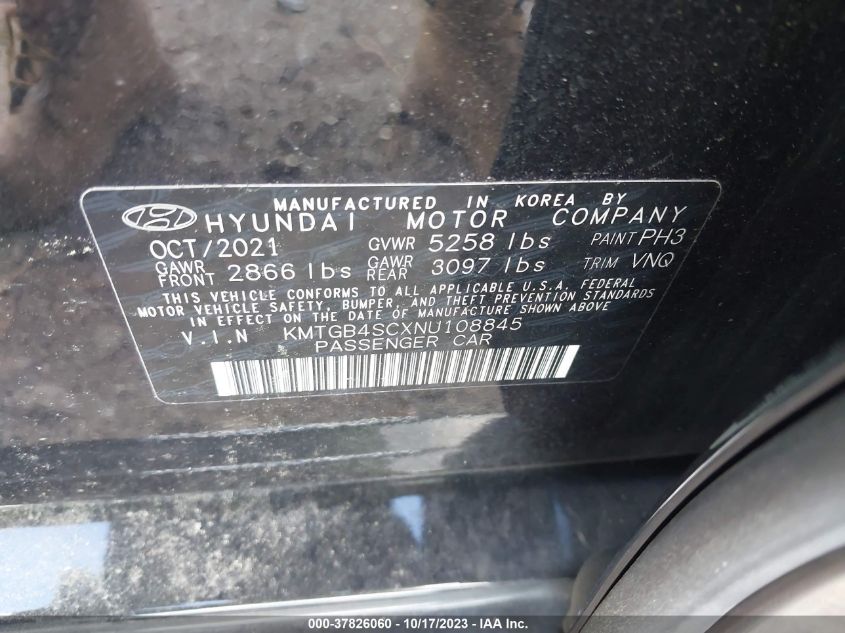 MANUFACTURED IN KOREA BY
HYUNDAI MOTOR COMPANY
OCT/2021 GVWR 5258 lbs PAINT PH3
GAWR FRONT 2866 lbs GAWR REAR 3097 lbs TRIM VNQ
THIS VEHICLE CONFORMS TO ALL APPLICABLE U.S.A. FEDERAL
MOTOR VEHICLE SAFETY, BUMPER, AND THEFT PREVENTION STANDARDS
IN EFFECT ON THE DATE OF MANUFACTURE SHOWN ABOVE
V.I.N KMTGB4SCXNU108845
PASSENGER CAR
000-37826060 - 10/17/2023 - IAA Inc.